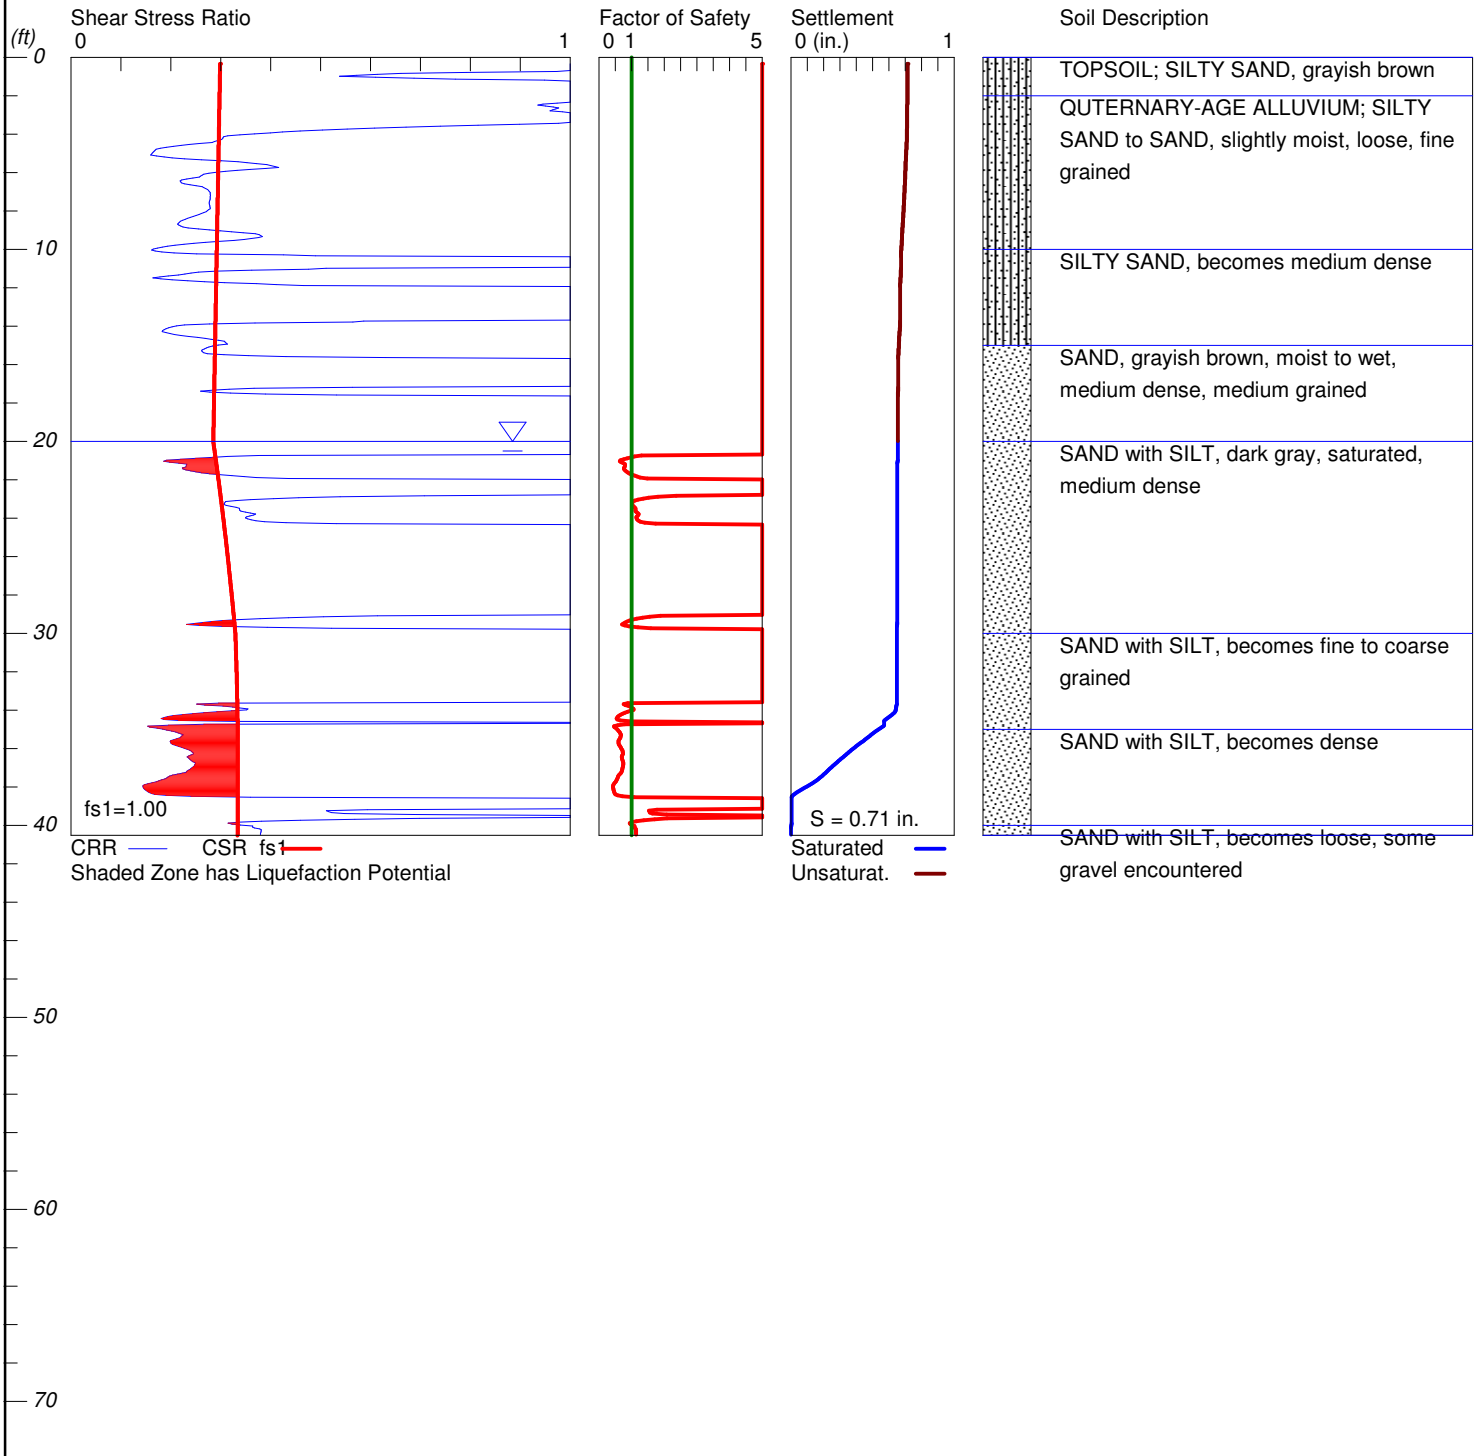 Shear Stress Ratio
Factor of Safety
Settlement
Soil Description
(ft)
0 1
0 1 5
0 (in.) 1
0
TOPSOIL; SILTY SAND, grayish brown
QUTERNARY-AGE ALLUVIUM; SILTY
SAND to SAND, slightly moist, loose, fine
grained
10
SILTY SAND, becomes medium dense
SAND, grayish brown, moist to wet,
medium dense, medium grained
20
SAND with SILT, dark gray, saturated,
medium dense
30
SAND with SILT, becomes fine to coarse
grained
SAND with SILT, becomes dense
fs1=1.00
S = 0.71 in.
40
SAND with SILT, becomes loose, some
gravel encountered
CRR CSR fs1
Shaded Zone has Liquefaction Potential
Saturated
Unsaturat.
50
60
70